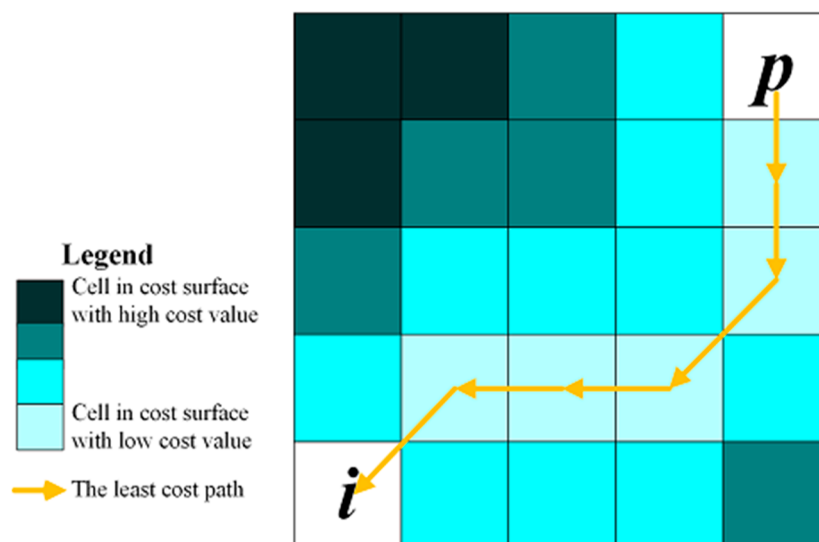 p
Legend
Cell in cost surface
with high cost value
Cell in cost surface
with low cost value
The least cost path
i